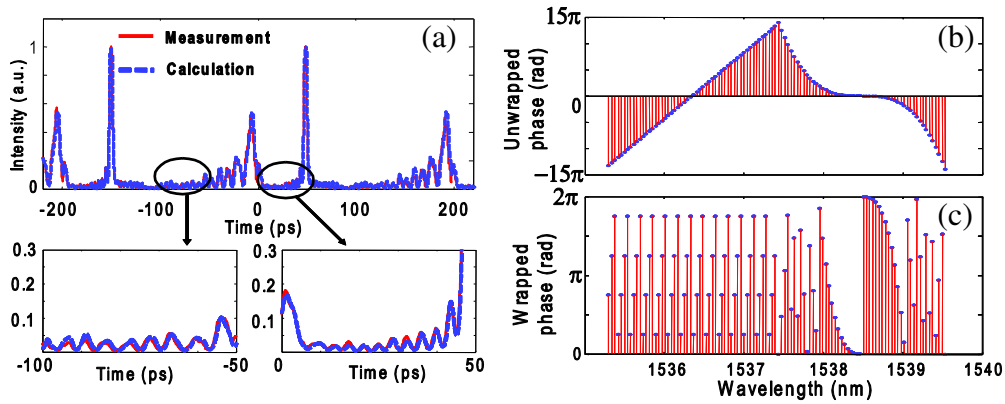 (a)
Measurement
Calculation
Intensity (a.u.)
1
0
-200 -100 0 100 200
Time (ps)
0.3
0.2
0.1
-100 -50
Time (ps)
0.3
0.2
0.1
0 50
Time (ps)
(b)
Unwrapped
phase (rad)
15π
0
-15π
(c)
Wrapped
phase (rad)
2π
π
0
1536 1537 1538 1539 1540
Wavelength (nm)